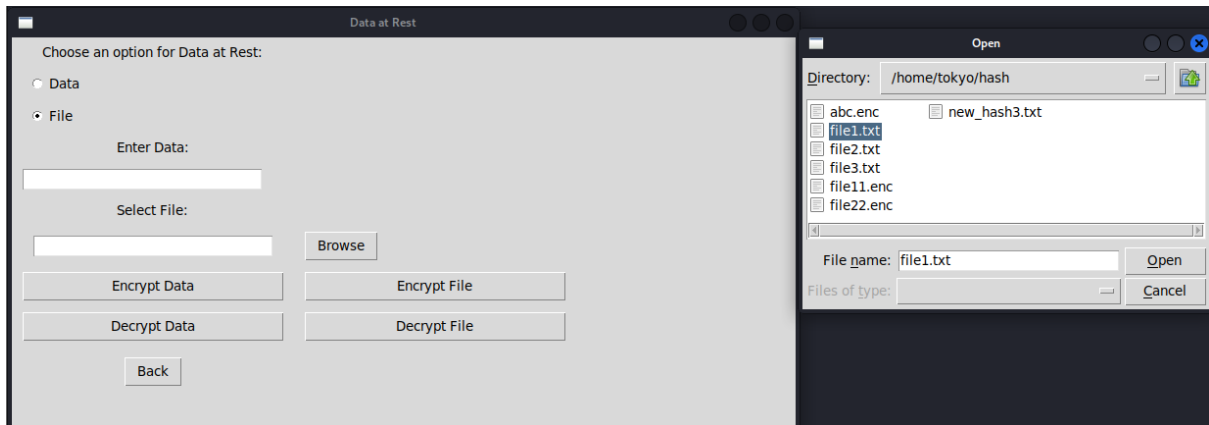 Data at Rest
Choose an option for Data at Rest:
Data
File
Enter Data:
Select File:
Browse
Encrypt Data
Encrypt File
Decrypt Data
Decrypt File
Back
Open
Directory: /home/tokyo/hash
abc.enc new_hash3.txt
file1.txt
file2.txt
file3.txt
file11.enc
file22.enc
File name: file1.txt Open
Files of type: Cancel